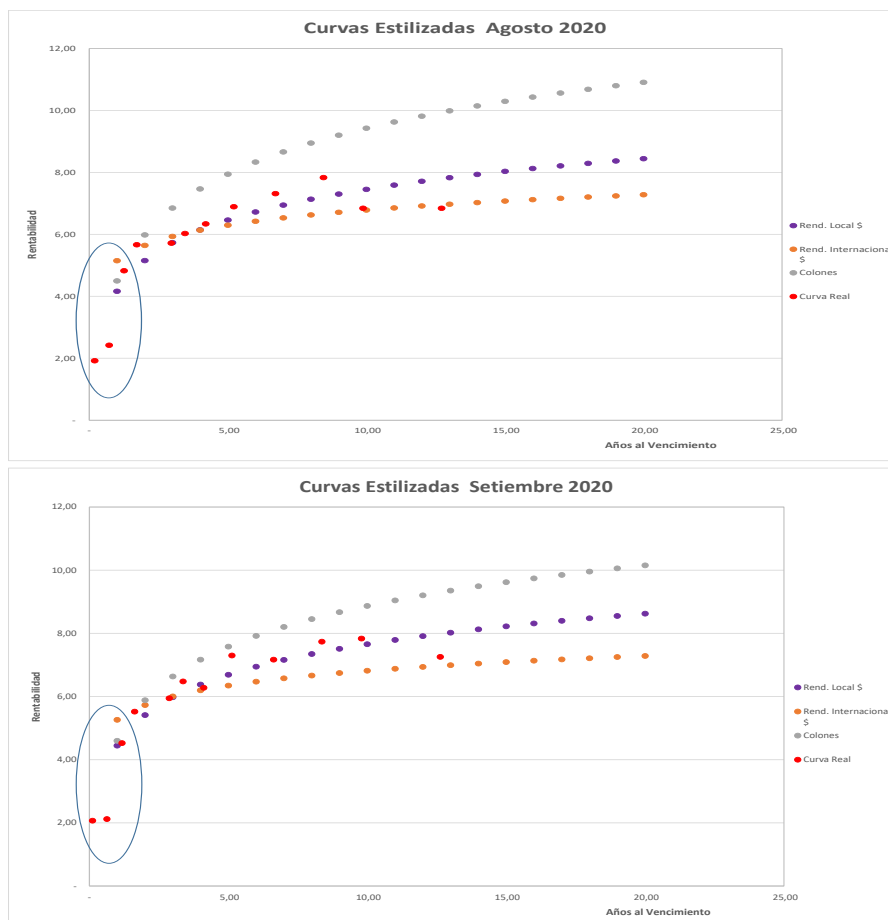 Curvas Estilizadas Agosto 2020
12,00
10,00
8,00
6,00
4,00
2,00
-
Rentabilidad
- 5,00 10,00 15,00 20,00 25,00
Años al Vencimiento
Rend. Local $
Rend. Internaciona
$
Colones
Curva Real
Curvas Estilizadas Setiembre 2020
12,00
10,00
8,00
6,00
4,00
2,00
-
Rentabilidad
- 5,00 10,00 15,00 20,00 25,00
Años al Vencimiento
Rend. Local $
Rend. Internaciona
$
Colones
Curva Real